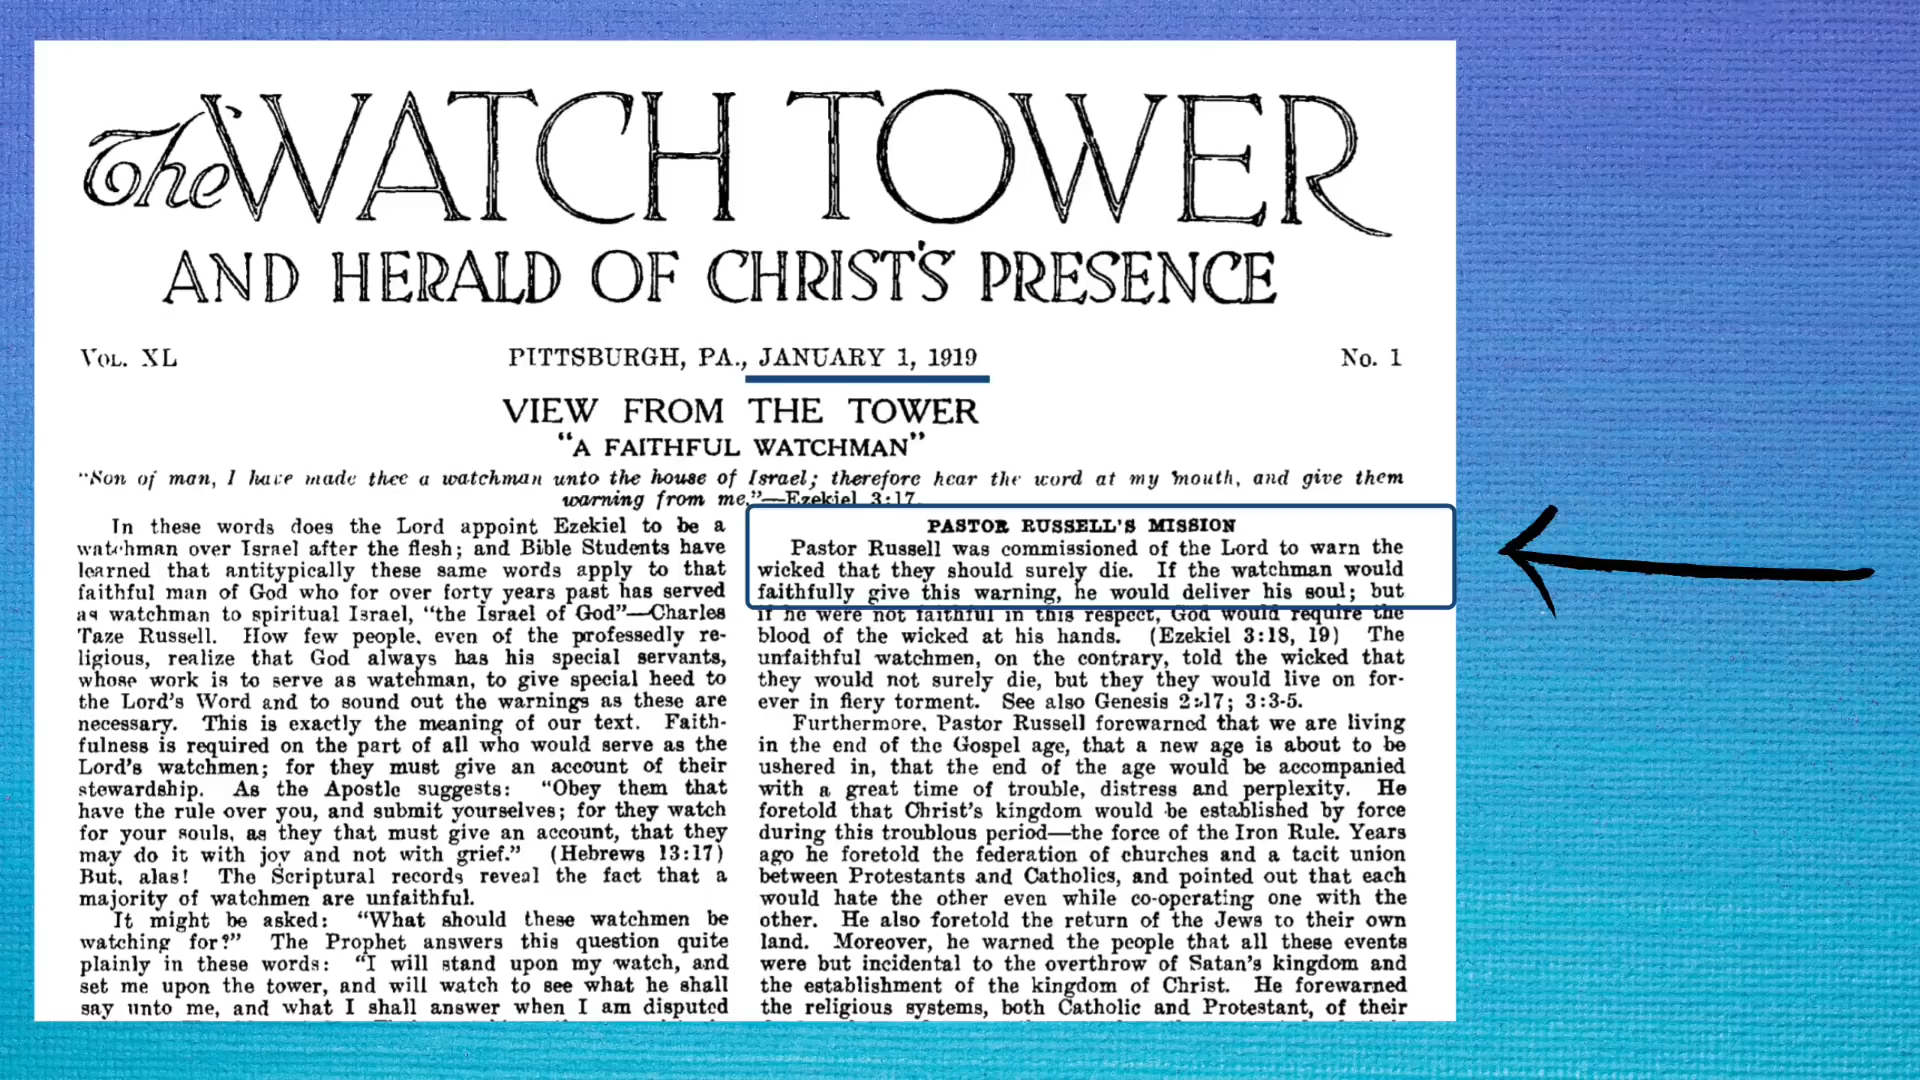 The WATCH TOWER
AND HERALD OF CHRIST'S PRESENCE
VOL. XL PITTSBURGH, PA., JANUARY 1, 1919 No. 1
VIEW FROM THE TOWER
"A FAITHFUL WATCHMAN"
"Son of man, I have made thee a watchman unto the house of Israel; therefore hear the word at my mouth, and give them
warning from me."—Ezekiel 3:17.
In these words does the Lord appoint Ezekiel to be a
watchman over Israel after the flesh; and Bible Students have
learned that antitypically these same words apply to that
faithful man of God who for over forty years past has served
as watchman to spiritual Israel, "the Israel of God"—Charles
Taze Russell. How few people, even of the professedly re-
ligious, realize that God always has his special servants,
whose work is to serve as watchman, to give special heed to
the Lord's Word and to sound out the warnings as these are
necessary. This is exactly the meaning of our text. Faith-
fulness is required on the part of all who would serve as the
Lord's watchmen; for they must give an account of their
stewardship. As the Apostle suggests: "Obey them that
have the rule over you, and submit yourselves; for they watch
for your souls, as they that must give an account, that they
may do it with joy and not with grief." (Hebrews 13:17)
But, alas! The Scriptural records reveal the fact that a
majority of watchmen are unfaithful.
It might be asked: "What should these watchmen be
watching for?" The Prophet answers this question quite
plainly in these words: "I will stand upon my watch, and
set me upon the tower, and will watch to see what he shall
say unto me, and what I shall answer when I am disputed
PASTOR RUSSELL'S MISSION
Pastor Russell was commissioned of the Lord to warn the
wicked that they should surely die. If the watchman would
faithfully give this warning, he would deliver his soul; but
if he were not faithful in this respect, God would require the
blood of the wicked at his hands. (Ezekiel 3:18, 19) The
unfaithful watchmen, on the contrary, told the wicked that
they would not surely die, but they they would live on for-
ever in fiery torment. See also Genesis 2:17; 3:3-5.
Furthermore, Pastor Russell forewarned that we are living
in the end of the Gospel age, that a new age is about to be
ushered in, that the end of the age would be accompanied
with a great time of trouble, distress and perplexity. He
foretold that Christ's kingdom would be established by force
during this troublous period—the force of the Iron Rule. Years
ago he foretold the federation of churches and a tacit union
between Protestants and Catholics, and pointed out that each
would hate the other even while co-operating one with the
other. He also foretold the return of the Jews to their own
land. Moreover, he warned the people that all these events
were but incidental to the overthrow of Satan's kingdom and
the establishment of the kingdom of Christ. He forewarned
the religious systems, both Catholic and Protestant, of their